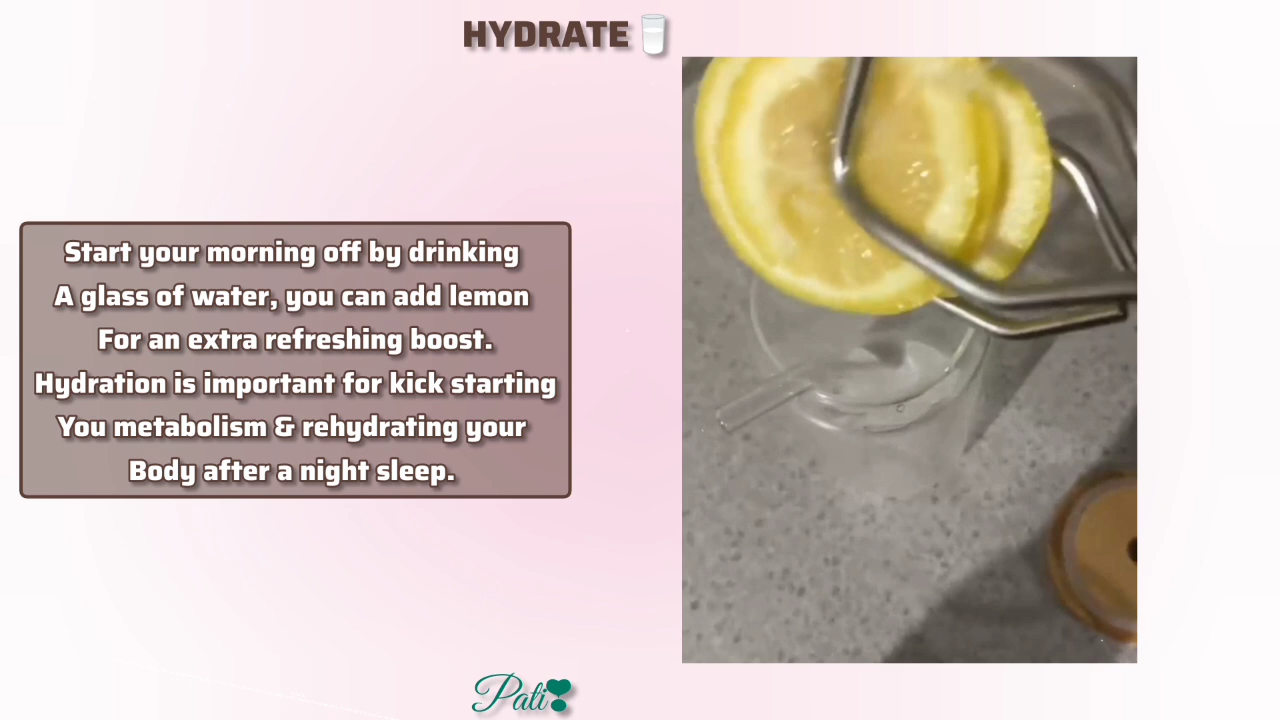 HYDRATE🥛
Start your morning off by drinking
A glass of water, you can add lemon
For an extra refreshing boost.
Hydration is important for kick starting
You metabolism & rehydrating your
Body after a night sleep.
Pati